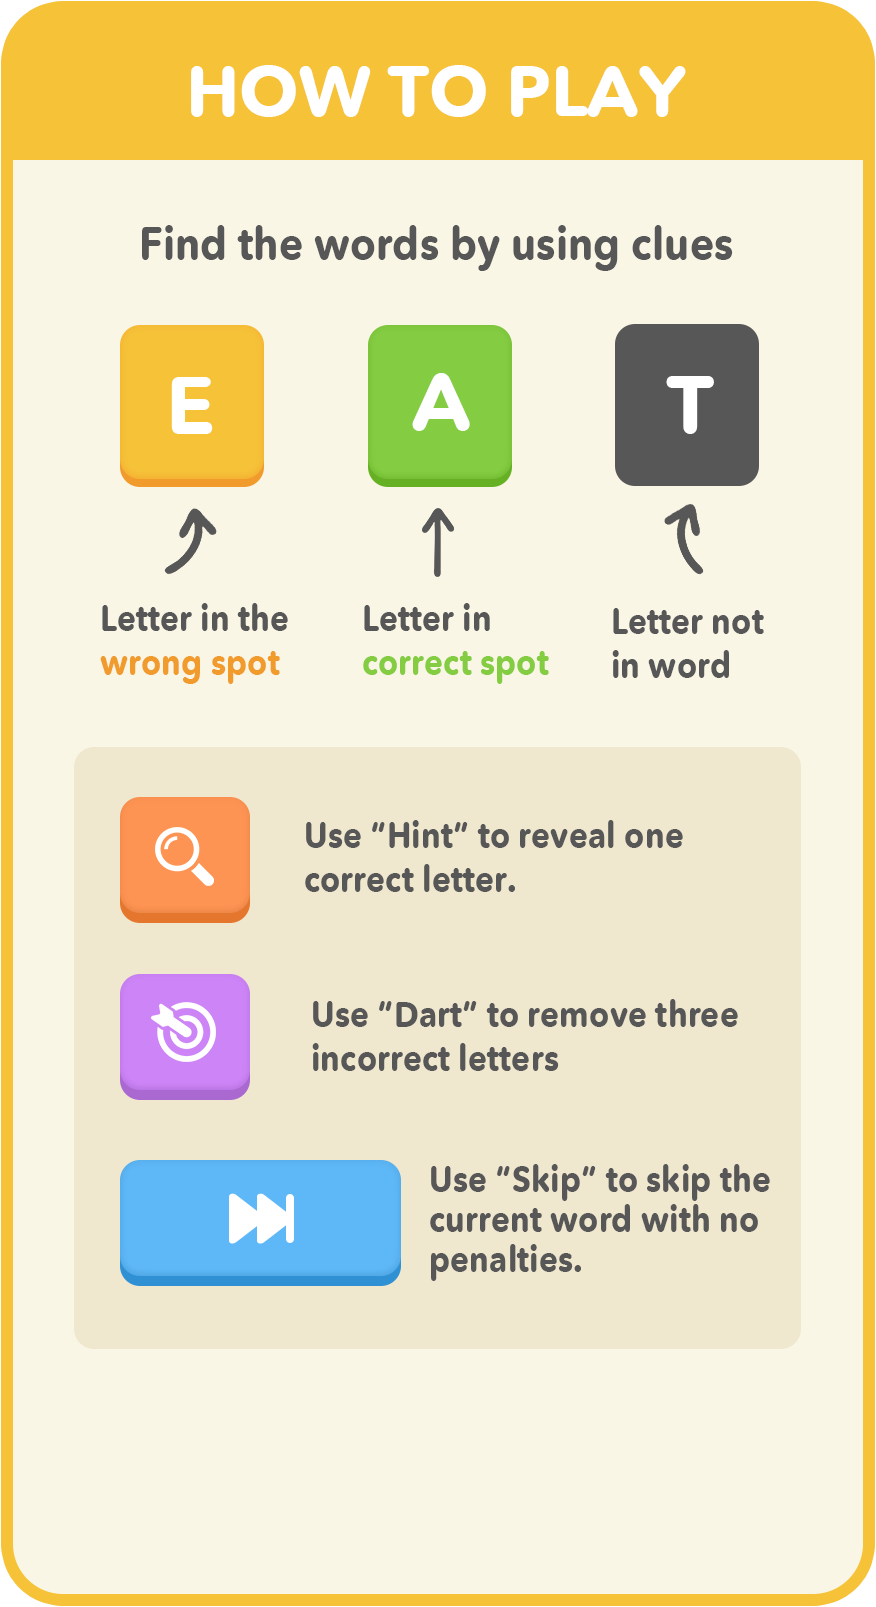 HOW TO PLAY
Find the words by using clues
E A T
Letter in the
wrong spot
Letter in
correct spot
Letter not
in word
Use "Hint" to reveal one
correct letter.
Use "Dart" to remove three
incorrect letters
Use "Skip" to skip the
current word with no
penalties.